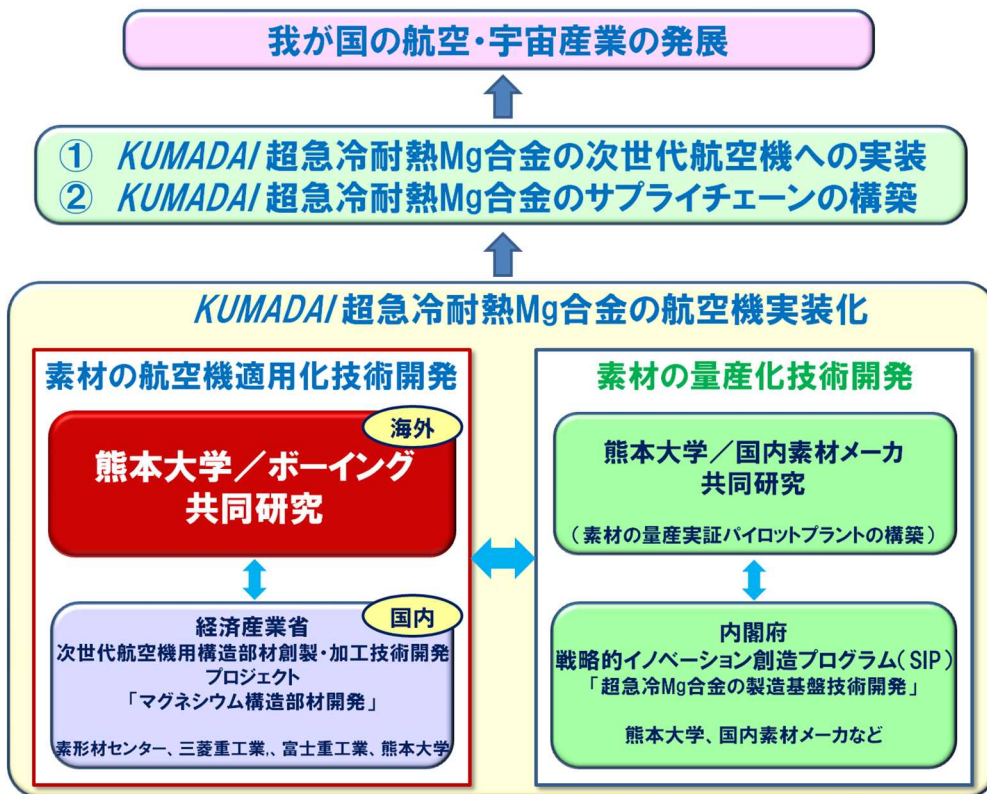 我が国の航空・宇宙産業の発展
① KUMADAI 超急冷耐熱Mg合金の次世代航空機への実装
② KUMADAI 超急冷耐熱Mg合金のサプライチェーンの構築
KUMADAI 超急冷耐熱Mg合金の航空機実装化
素材の航空機適用化技術開発
海外
熊本大学／ボーイング
共同研究
国内
経済産業省
次世代航空機用構造部材創製・加工技術開発
プロジェクト
「マグネシウム構造部材開発」
素形材センター、三菱重工業,、富士重工業、熊本大学
素材の量産化技術開発
熊本大学／国内素材メーカ
共同研究
（素材の量産実証パイロットプラントの構築）
内閣府
戦略的イノベーション創造プログラム（SIP）
「超急冷Mg合金の製造基盤技術開発」
熊本大学、国内素材メーカなど